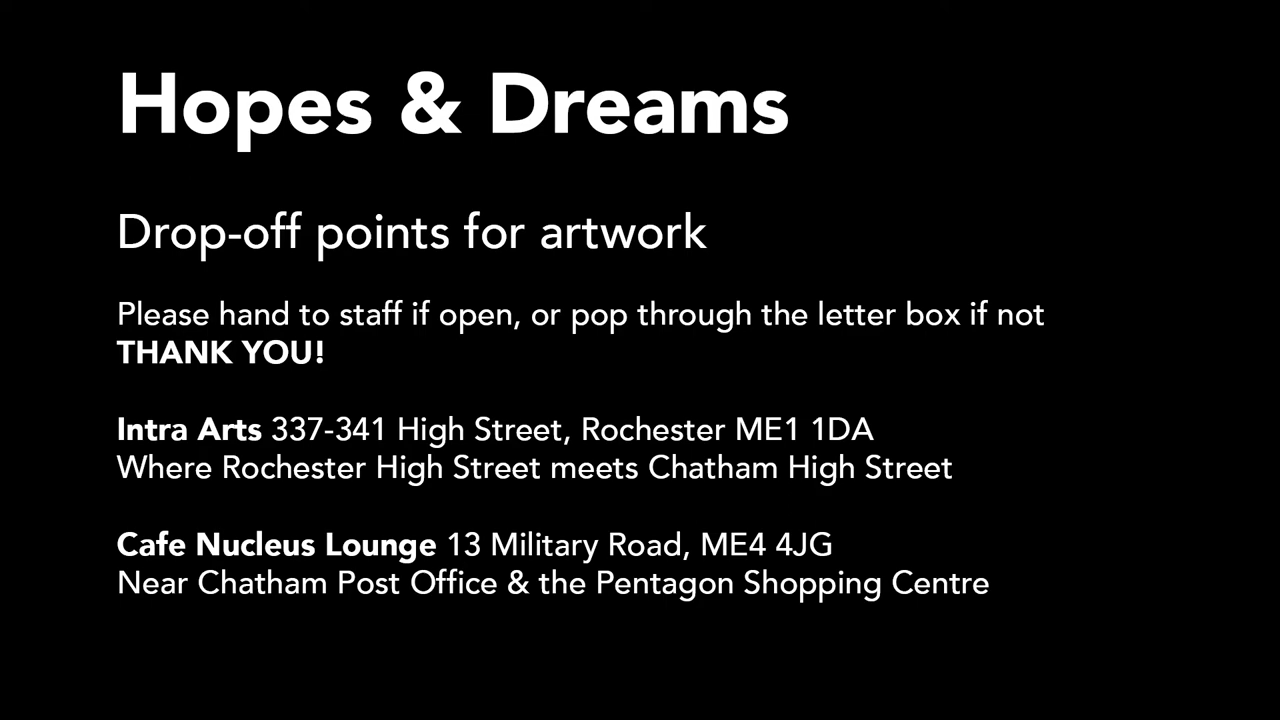 Hopes & Dreams
Drop-off points for artwork
Please hand to staff if open, or pop through the letter box if not
THANK YOU!
Intra Arts 337-341 High Street, Rochester ME1 1DA
Where Rochester High Street meets Chatham High Street
Cafe Nucleus Lounge 13 Military Road, ME4 4JG
Near Chatham Post Office & the Pentagon Shopping Centre